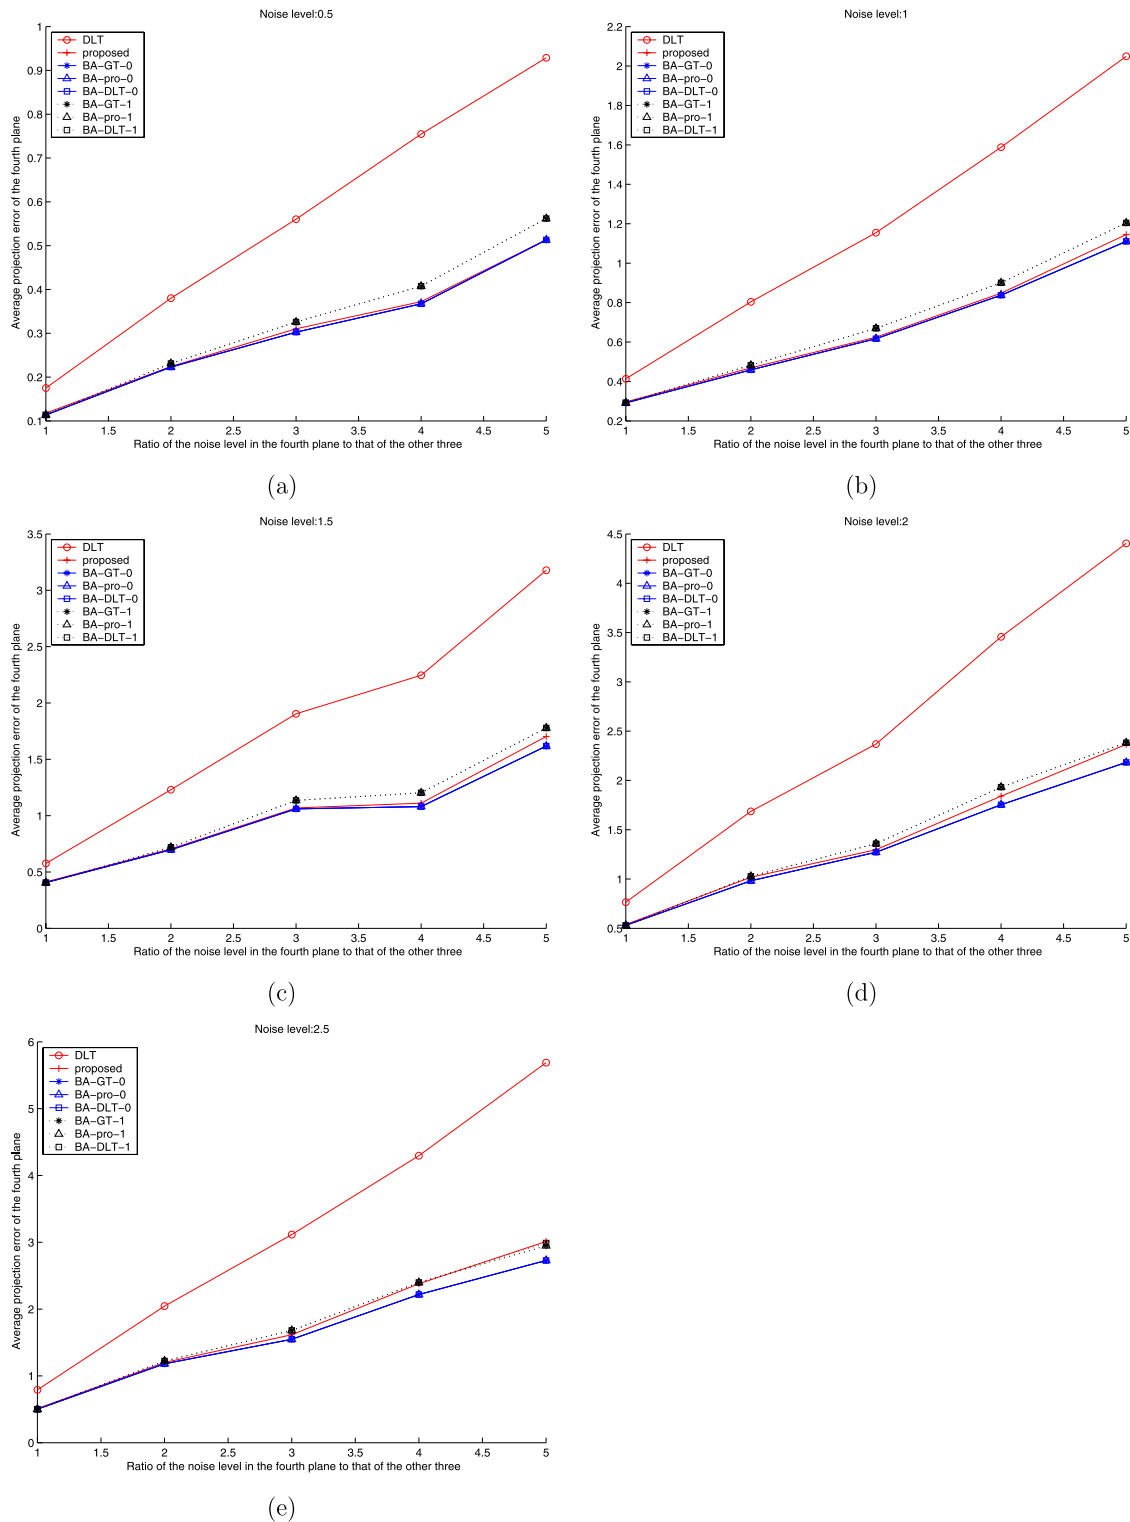 Noise level:0.5
1
0.9
0.8
0.7
0.6
0.5
0.4
0.3
0.2
0.1
DLT
proposed
BA-GT-0
BA-pro-0
BA-DLT-0
BA-GT-1
BA-pro-1
BA-DLT-1
Average projection error of the fourth plane
1 1.5 2 2.5 3 3.5 4 4.5 5
Ratio of the noise level in the fourth plane to that of the other three
(a)
Noise level:1
2.2
2
1.8
1.6
1.4
1.2
1
0.8
0.6
0.4
0.2
DLT
proposed
BA-GT-0
BA-pro-0
BA-DLT-0
BA-GT-1
BA-pro-1
BA-DLT-1
Average projection error of the fourth plane
1 1.5 2 2.5 3 3.5 4 4.5 5
Ratio of the noise level in the fourth plane to that of the other three
(b)
Noise level:1.5
3.5
3
2.5
2
1.5
1
0.5
0
DLT
proposed
BA-GT-0
BA-pro-0
BA-DLT-0
BA-GT-1
BA-pro-1
BA-DLT-1
Average projection error of the fourth plane
1 1.5 2 2.5 3 3.5 4 4.5 5
Ratio of the noise level in the fourth plane to that of the other three
(c)
Noise level:2
4.5
4
3.5
3
2.5
2
1.5
1
0.5
DLT
proposed
BA-GT-0
BA-pro-0
BA-DLT-0
BA-GT-1
BA-pro-1
BA-DLT-1
Average projection error of the fourth plane
1 1.5 2 2.5 3 3.5 4 4.5 5
Ratio of the noise level in the fourth plane to that of the other three
(d)
Noise level:2.5
6
5
4
3
2
1
0
DLT
proposed
BA-GT-0
BA-pro-0
BA-DLT-0
BA-GT-1
BA-pro-1
BA-DLT-1
Average projection error of the fourth plane
1 1.5 2 2.5 3 3.5 4 4.5 5
Ratio of the noise level in the fourth plane to that of the other three
(e)